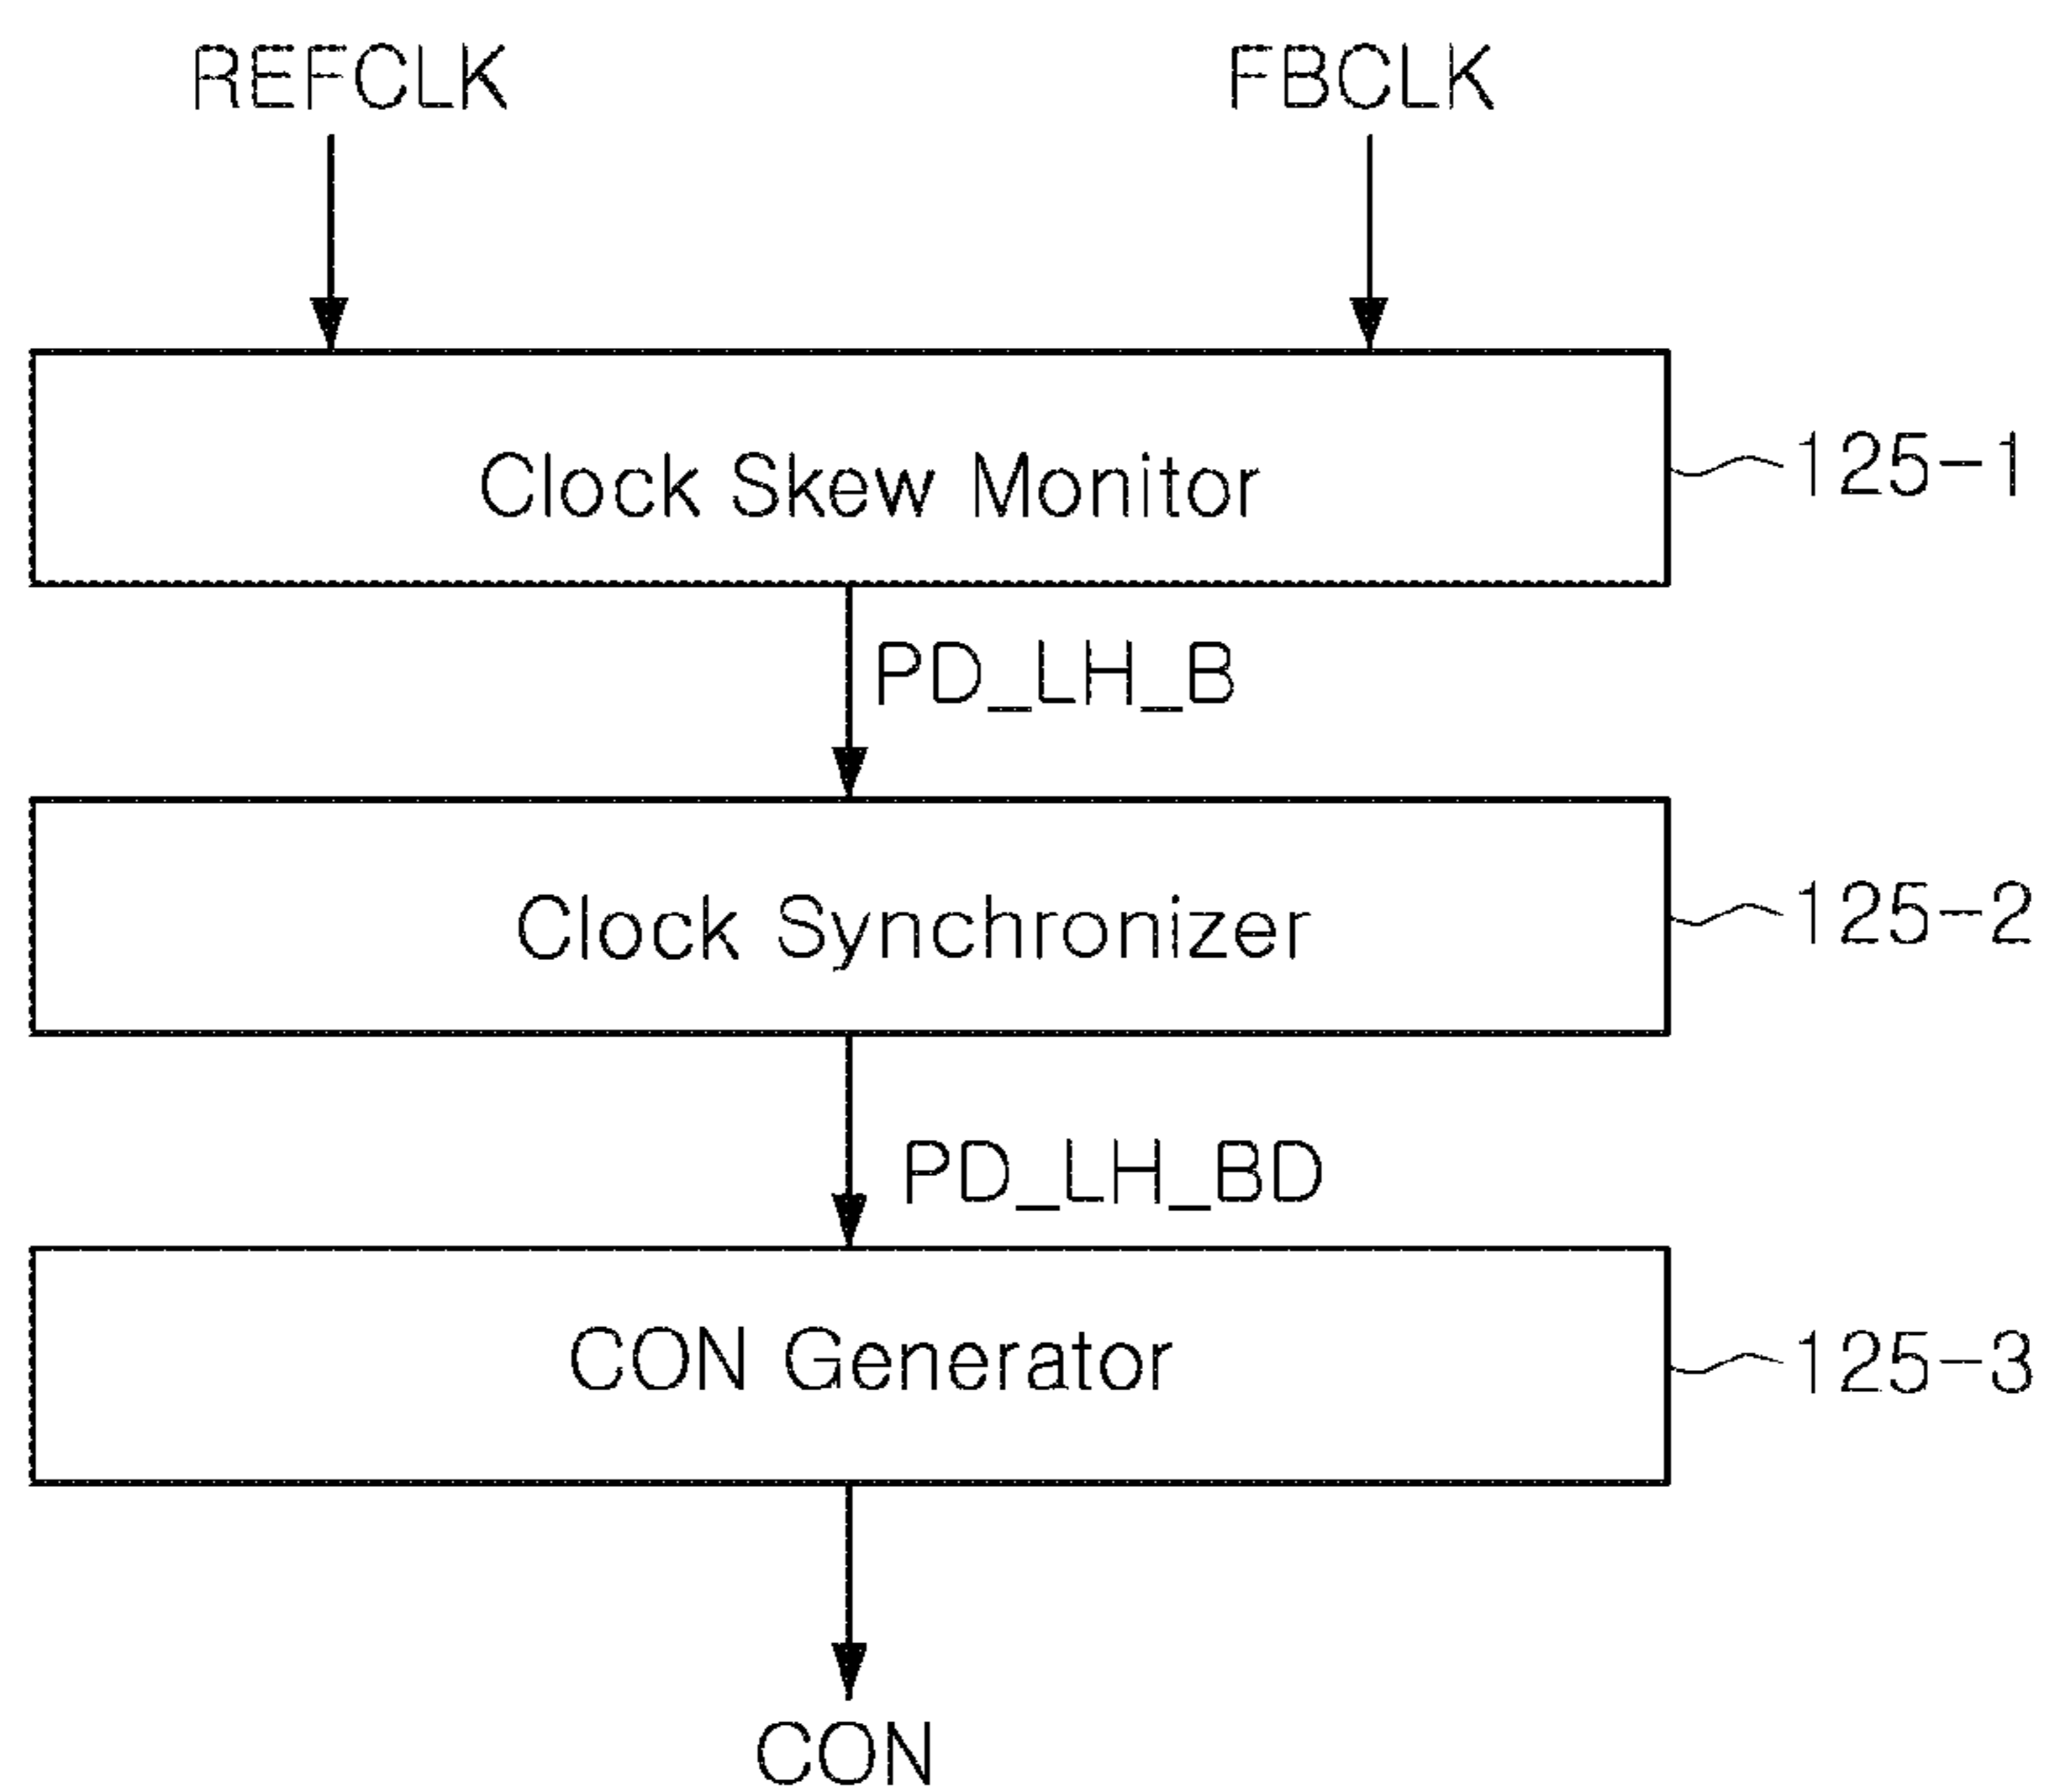 REFCLK FBCLK
Clock Skew Monitor 125-1
PD_LH_B
Clock Synchronizer 125-2
PD_LH_BD
CON Generator 125-3
CON